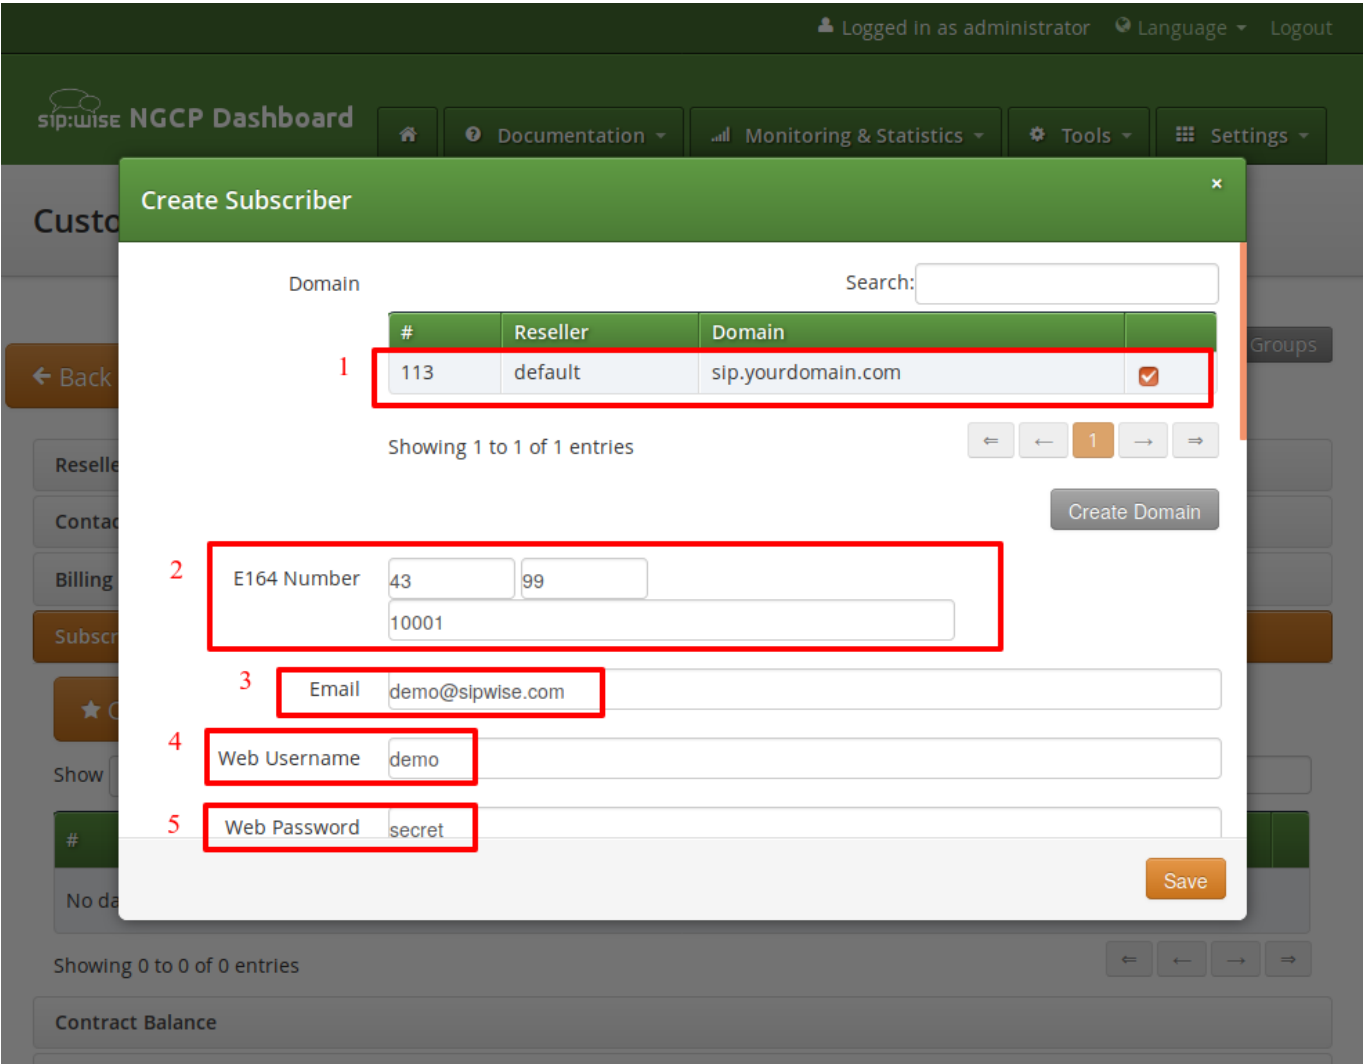 Logged in as administrator Language Logout
sip:wise NGCP Dashboard
Documentation Monitoring & Statistics Tools Settings
Create Subscriber ×
Custo
Domain Search:
# Reseller Domain
1 113 default sip.yourdomain.com
Groups
← Back
Showing 1 to 1 of 1 entries ⇐ ← 1 → ⇒
Reselle
Create Domain
Contac
2 E164 Number 43 99
Billing
10001
Subscr
3 Email demo@sipwise.com
C
4 Web Username demo
Show
5 Web Password secret
#
Save
No da
Showing 0 to 0 of 0 entries ⇐ ← → ⇒
Contract Balance